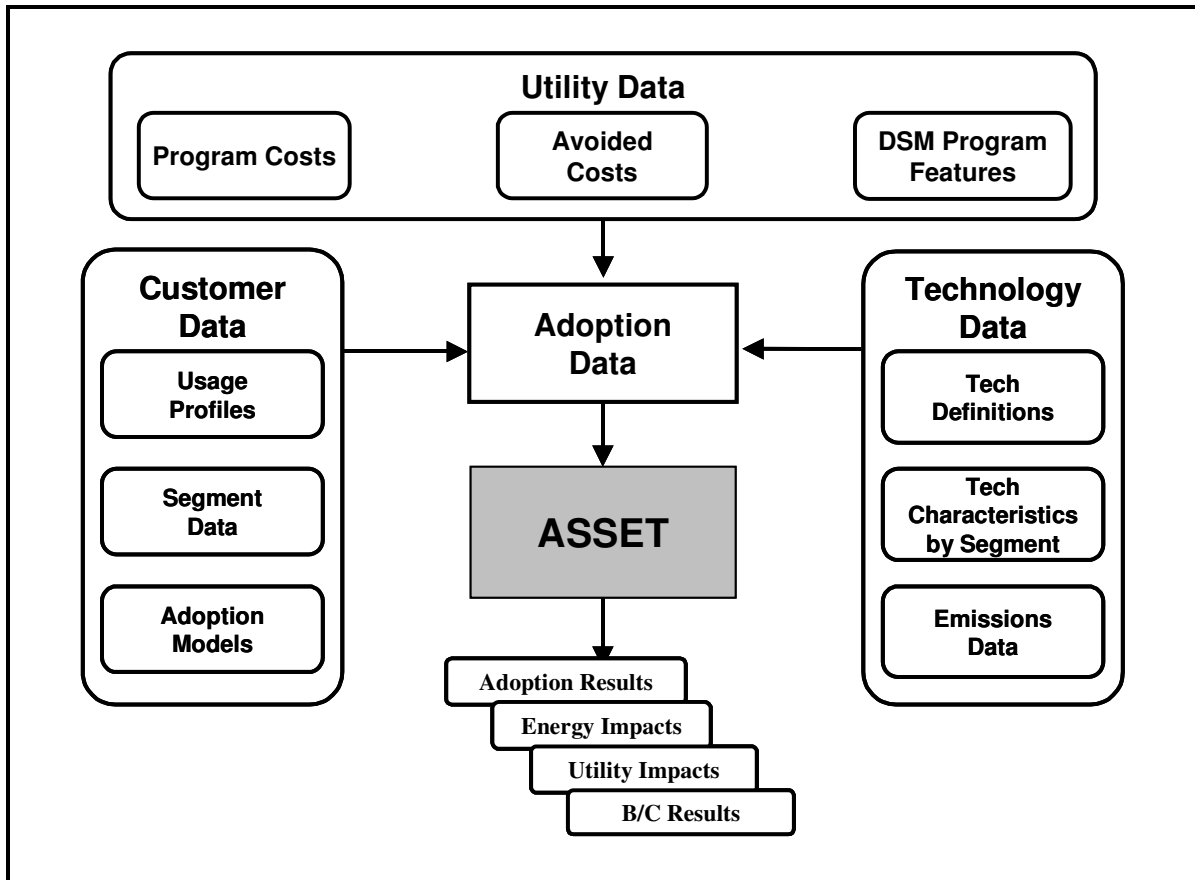 Utility Data
Program Costs
Avoided
Costs
DSM Program
Features
Customer
Data
Usage
Profiles
Segment
Data
Adoption
Models
Adoption
Data
ASSET
Technology
Data
Tech
Definitions
Tech
Characteristics
by Segment
Emissions
Data
Adoption Results
Energy Impacts
Utility Impacts
B/C Results